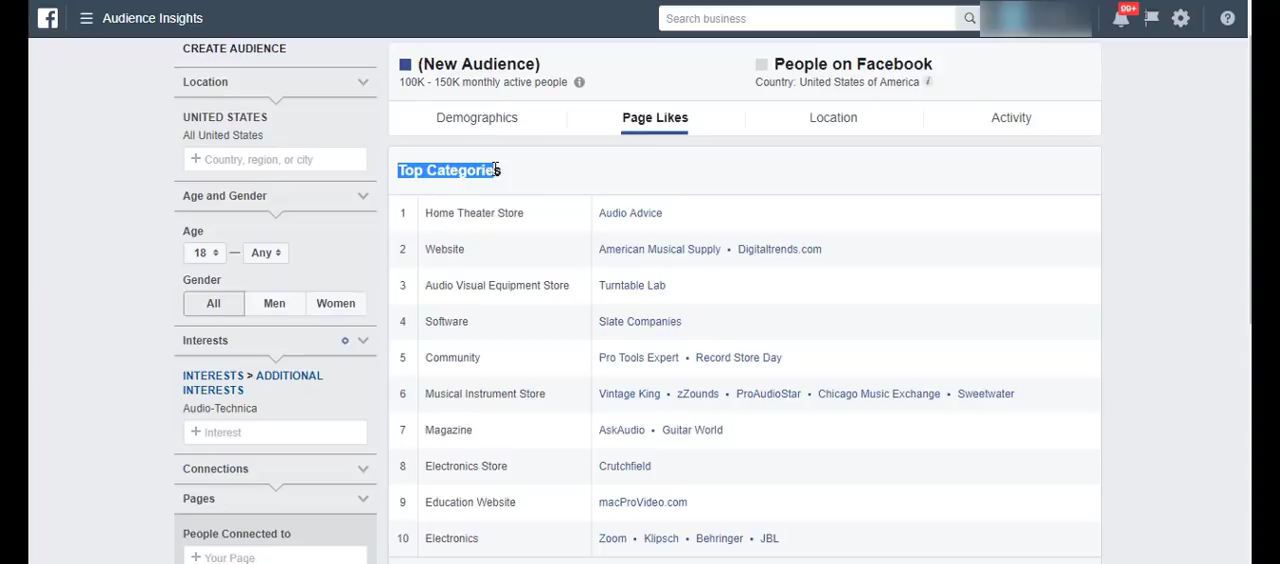 Audience Insights
Search business
99+
CREATE AUDIENCE
Location
UNITED STATES
All United States
+ Country, region, or city
Age and Gender
Age
18 — Any
Gender
All Men Women
Interests
INTERESTS > ADDITIONAL
INTERESTS
Audio-Technica
+ Interest
Connections
Pages
People Connected to
+ Your Page
(New Audience)
100K - 150K monthly active people
People on Facebook
Country: United States of America
Demographics Page Likes Location Activity
Top Categories
1 Home Theater Store Audio Advice
2 Website American Musical Supply • Digitaltrends.com
3 Audio Visual Equipment Store Turntable Lab
4 Software Slate Companies
5 Community Pro Tools Expert • Record Store Day
6 Musical Instrument Store Vintage King • zZounds • ProAudioStar • Chicago Music Exchange • Sweetwater
7 Magazine AskAudio • Guitar World
8 Electronics Store Crutchfield
9 Education Website macProVideo.com
10 Electronics Zoom • Klipsch • Behringer • JBL